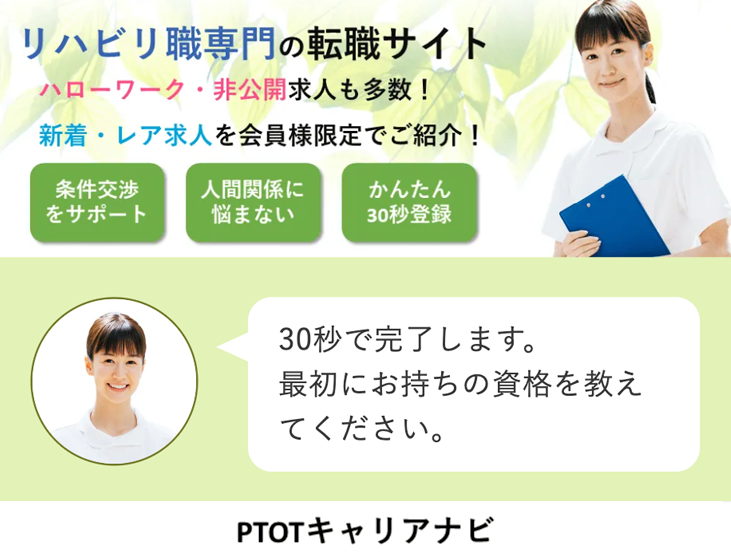 リハビリ職専門の転職サイト
ハローワーク・非公開求人も多数！
新着・レア求人を会員様限定でご紹介！
条件交渉
をサポート
人間関係に
悩まない
かんたん
30秒登録
30秒で完了します。
最初にお持ちの資格を教え
てください。
PTOTキャリアナビ